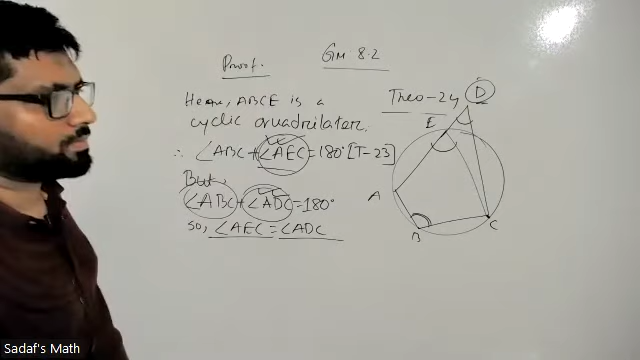 Proof.
Gm: 8.2
Here, ABCE is a
Theo-24
cyclic quadrilateral.
∴ ∠ABC + ∠AEC = 180° [T-23]
But,
∠ABC + ∠ADC = 180°
so, ∠AEC = ∠ADC
D
E
A
B
C
Sadaf's Math